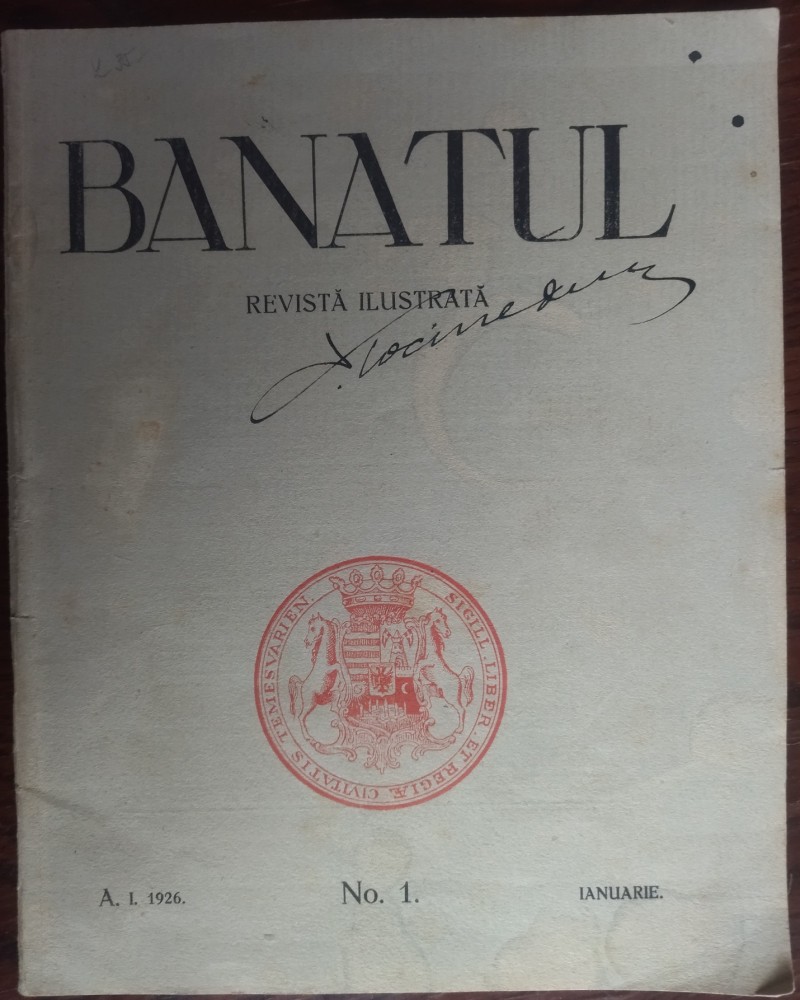 BANATUL
REVISTĂ ILUSTRATĂ
SIGILL. LIBER. ET REGIÆ CIVITATIS TEMESVARIEN.
A. I. 1926.
No. 1.
IANUARIE.